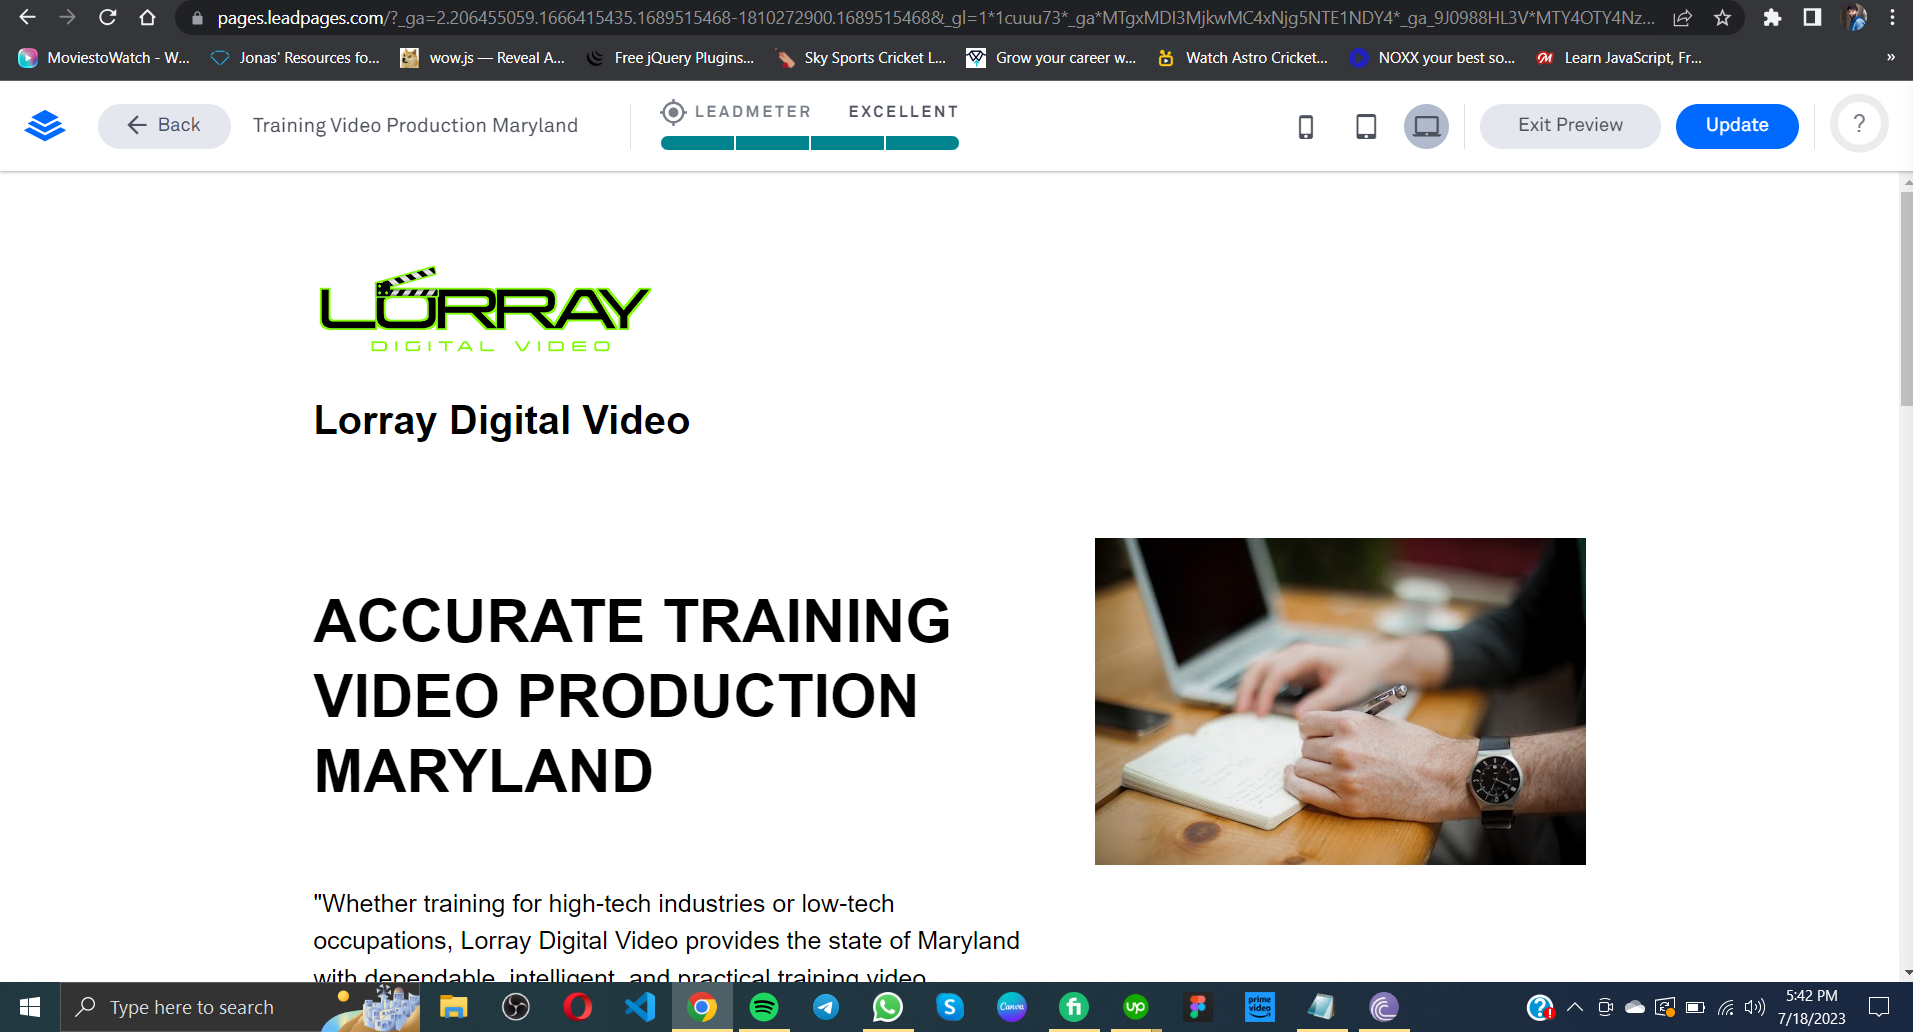 pages.leadpages.com/?_ga=2.206455059.1666415435.1689515468-1810272900.1689515468&_gl=1*1cuuu73*_ga*MTgxMDI3MjkwMC4xNjg5NTE1NDY4*_ga_9J0988HL3V*MTY4OTY4Nz...
MoviestoWatch - W... Jonas' Resources fo... wow.js — Reveal A... Free jQuery Plugins... Sky Sports Cricket L... Grow your career w... Watch Astro Cricket... NOXX your best so... Learn JavaScript, Fr... »
Back Training Video Production Maryland LEADMETER EXCELLENT Exit Preview Update ?
LORRAY
DIGITAL VIDEO
Lorray Digital Video
ACCURATE TRAINING
VIDEO PRODUCTION
MARYLAND
"Whether training for high-tech industries or low-tech
occupations, Lorray Digital Video provides the state of Maryland
with dependable, intelligent, and practical training video
Type here to search
Canva
fi
up
prime
video
5:42 PM
7/18/2023